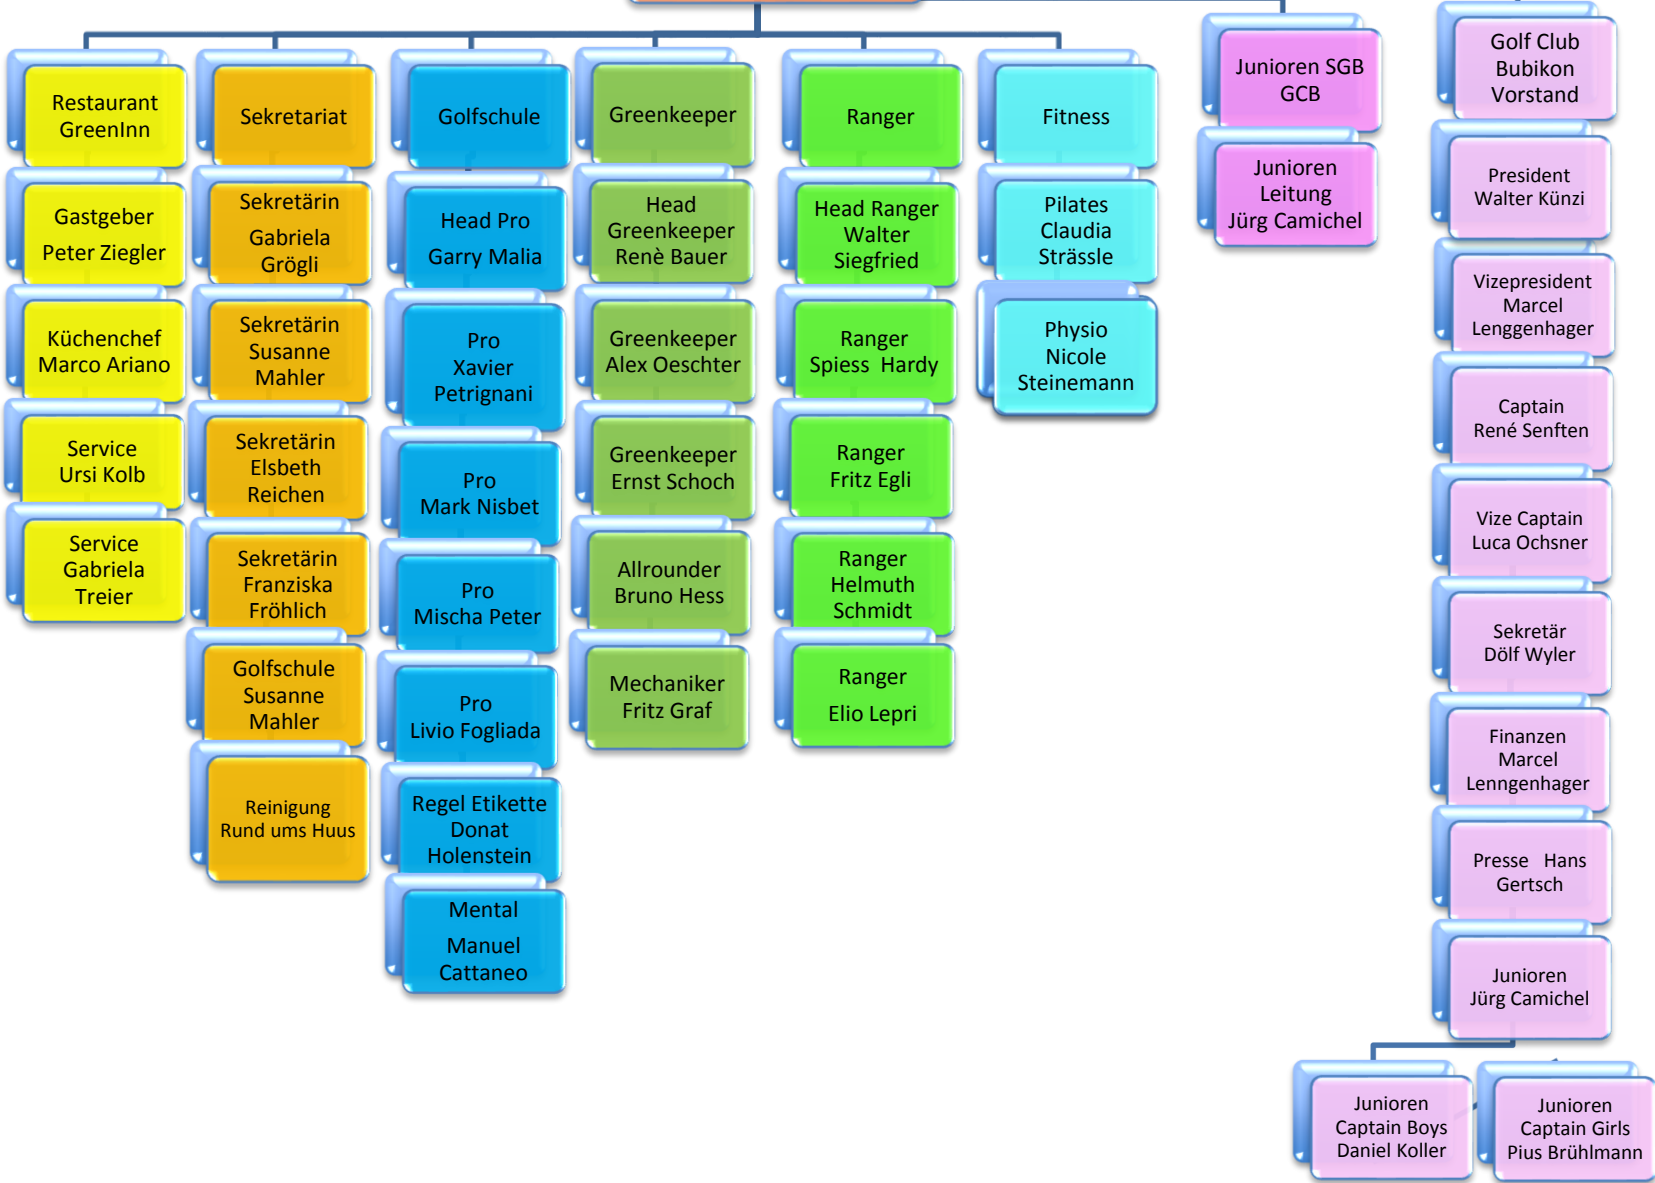 Restaurant
GreenInn
Gastgeber
Peter Ziegler
Küchenchef
Marco Ariano
Service
Ursi Kolb
Service
Gabriela
Treier
Sekretariat
Sekretärin
Gabriela
Grögli
Sekretärin
Susanne
Mahler
Sekretärin
Elsbeth
Reichen
Sekretärin
Franziska
Fröhlich
Golfschule
Susanne
Mahler
Reinigung
Rund ums Huus
Golfschule
Head Pro
Garry Malia
Pro
Xavier
Petrignani
Pro
Mark Nisbet
Pro
Mischa Peter
Pro
Livio Fogliada
Regel Etikette
Donat
Holenstein
Mental
Manuel
Cattaneo
Greenkeeper
Head
Greenkeeper
Renè Bauer
Greenkeeper
Alex Oeschter
Greenkeeper
Ernst Schoch
Allrounder
Bruno Hess
Mechaniker
Fritz Graf
Ranger
Head Ranger
Walter
Siegfried
Ranger
Spiess Hardy
Ranger
Fritz Egli
Ranger
Helmuth
Schmidt
Ranger
Elio Lepri
Fitness
Pilates
Claudia
Strässle
Physio
Nicole
Steinemann
Junioren SGB
GCB
Junioren
Leitung
Jürg Camichel
Golf Club
Bubikon
Vorstand
President
Walter Künzi
Vizepresident
Marcel
Lenggenhager
Captain
René Senften
Vize Captain
Luca Ochsner
Sekretär
Dölf Wyler
Finanzen
Marcel
Lenngenhager
Presse Hans
Gertsch
Junioren
Jürg Camichel
Junioren
Captain Boys
Daniel Koller
Junioren
Captain Girls
Pius Brühlmann